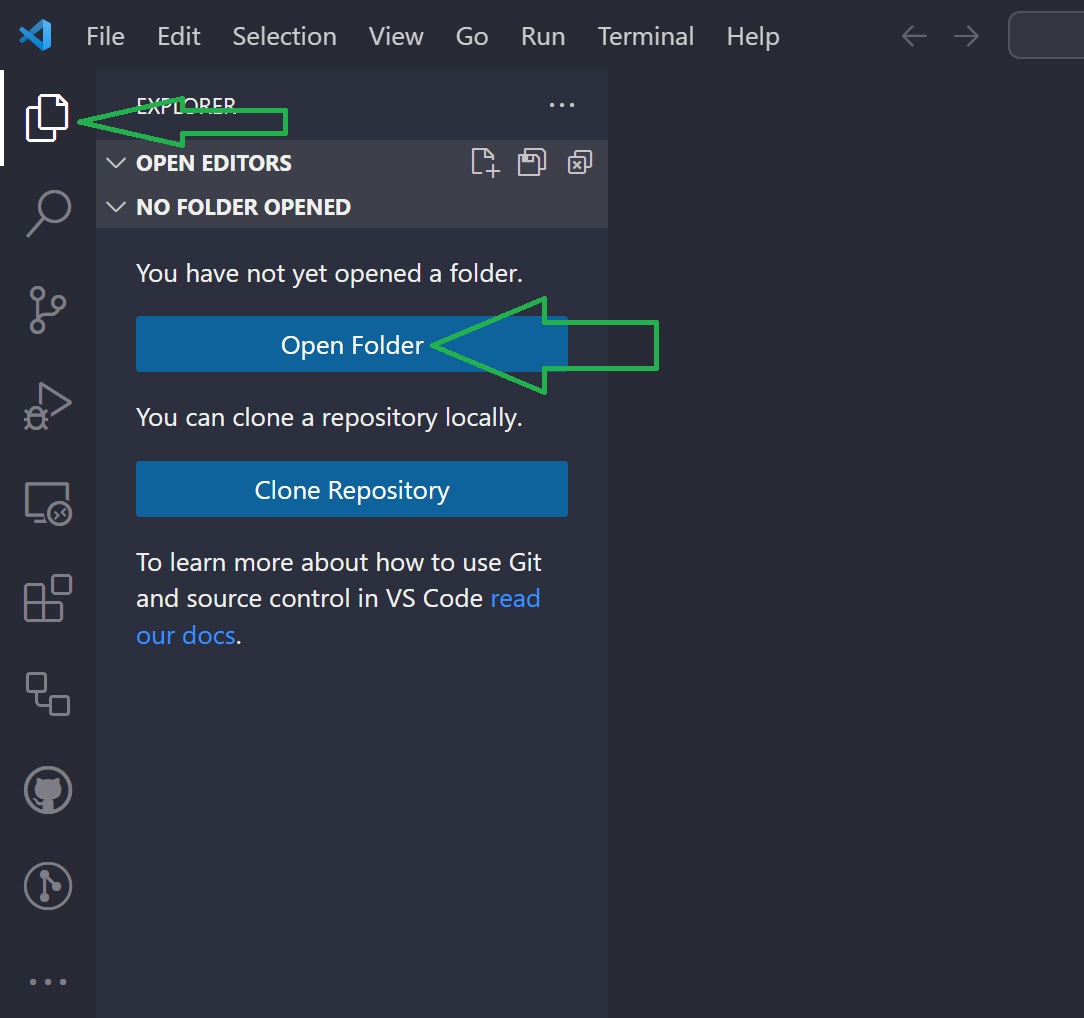 File Edit Selection View Go Run Terminal Help
EXPLORER
OPEN EDITORS
NO FOLDER OPENED
You have not yet opened a folder.
Open Folder
You can clone a repository locally.
Clone Repository
To learn more about how to use Git
and source control in VS Code read
our docs.